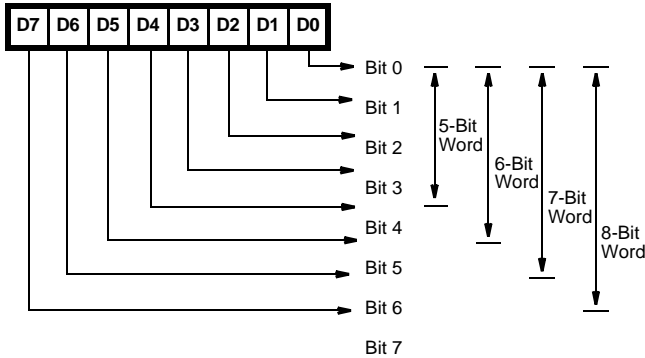 D7 D6 D5 D4 D3 D2 D1 D0
Bit 0
Bit 1
Bit 2
Bit 3
Bit 4
Bit 5
Bit 6
Bit 7
5-Bit
Word
6-Bit
Word
7-Bit
Word
8-Bit
Word